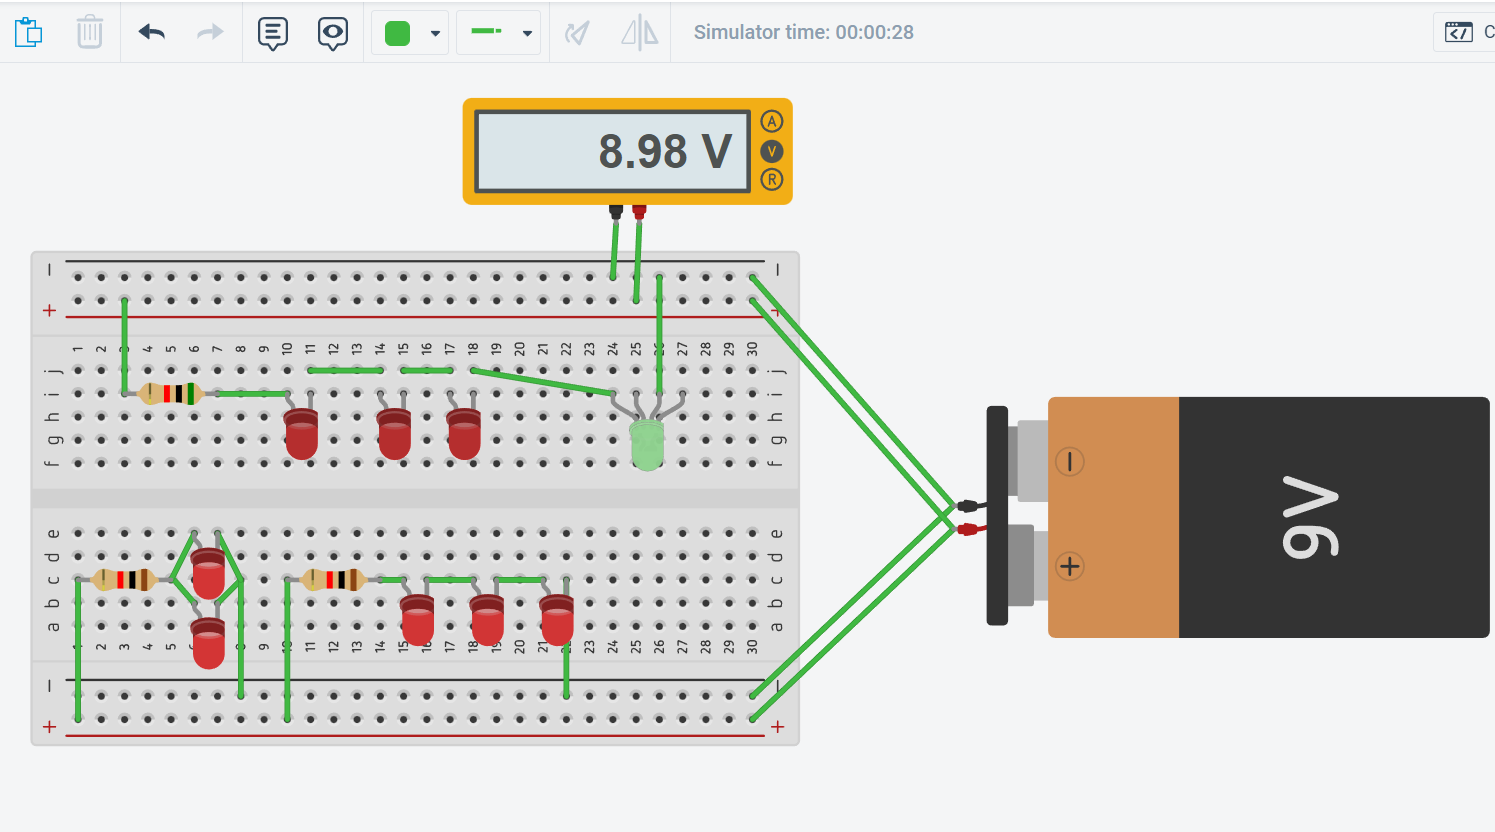 Simulator time: 00:00:28
C
8.98 V
A
V
R
− −
+ +
1 2 3 4 5 6 7 8 9 10 11 12 13 14 15 16 17 18 19 20 21 22 23 24 25 26 27 28 29 30
j j
i i
h h
g g
f f
−
9V
+
e e
d d
c c
b b
a a
1 2 3 4 5 6 7 8 9 10 11 12 13 14 15 16 17 18 19 20 21 22 23 24 25 26 27 28 29 30
− −
+ +